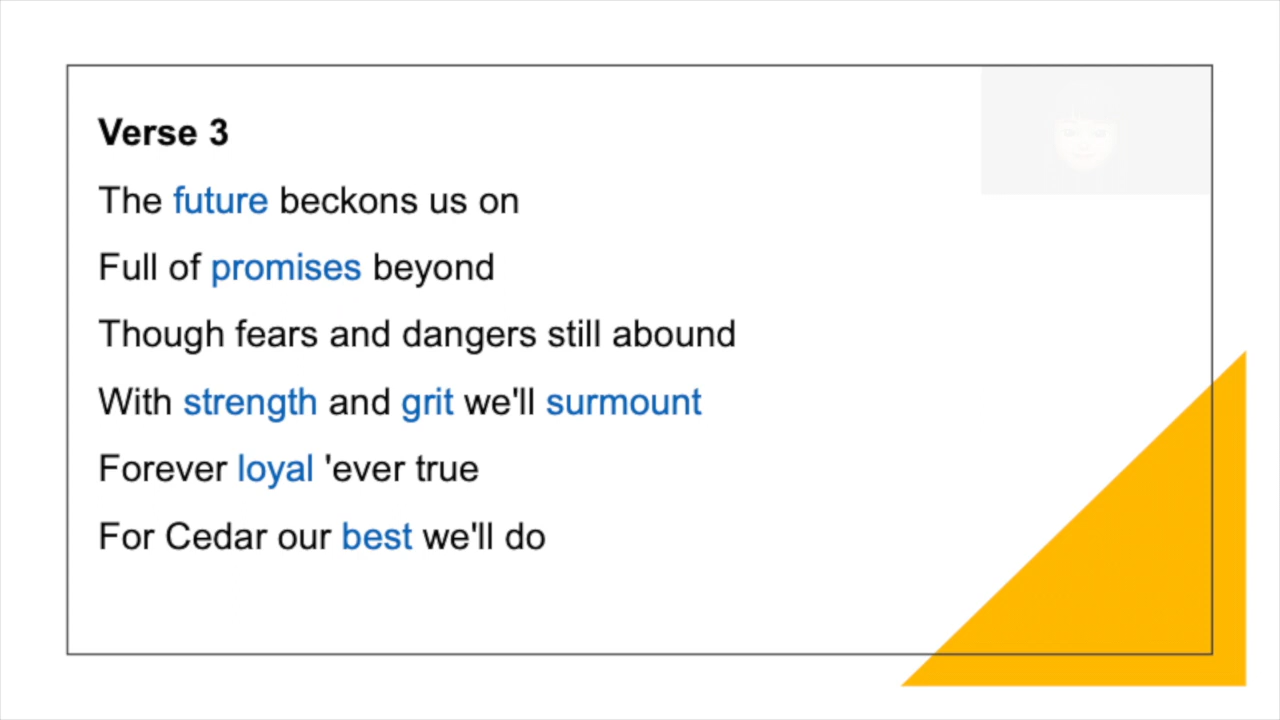 Verse 3
The future beckons us on
Full of promises beyond
Though fears and dangers still abound
With strength and grit we'll surmount
Forever loyal 'ever true
For Cedar our best we'll do